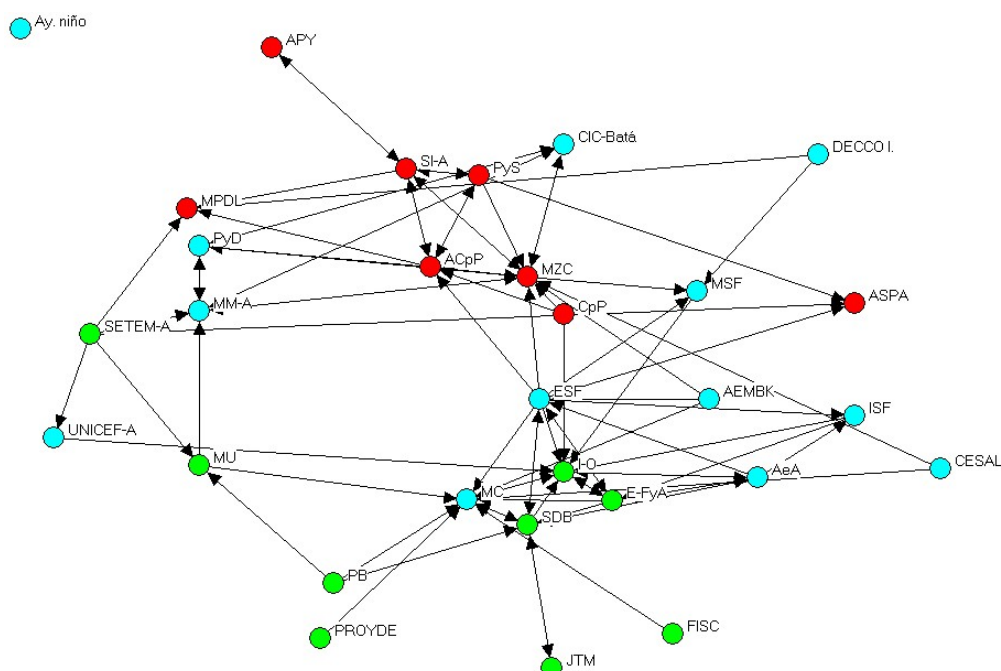 Ay. niño
APY
CIC-Batá
DECCO I.
SI-A
PyS
MPDL
PyD
ACpP
MZC
MSF
ASPA
MM-A
CpP
SETEM-A
ESF
AEMBK
ISF
UNICEF-A
MU
I-O
AeA
CESAL
MC
E-FyA
SDB
PB
PROYDE
FISC
JTM